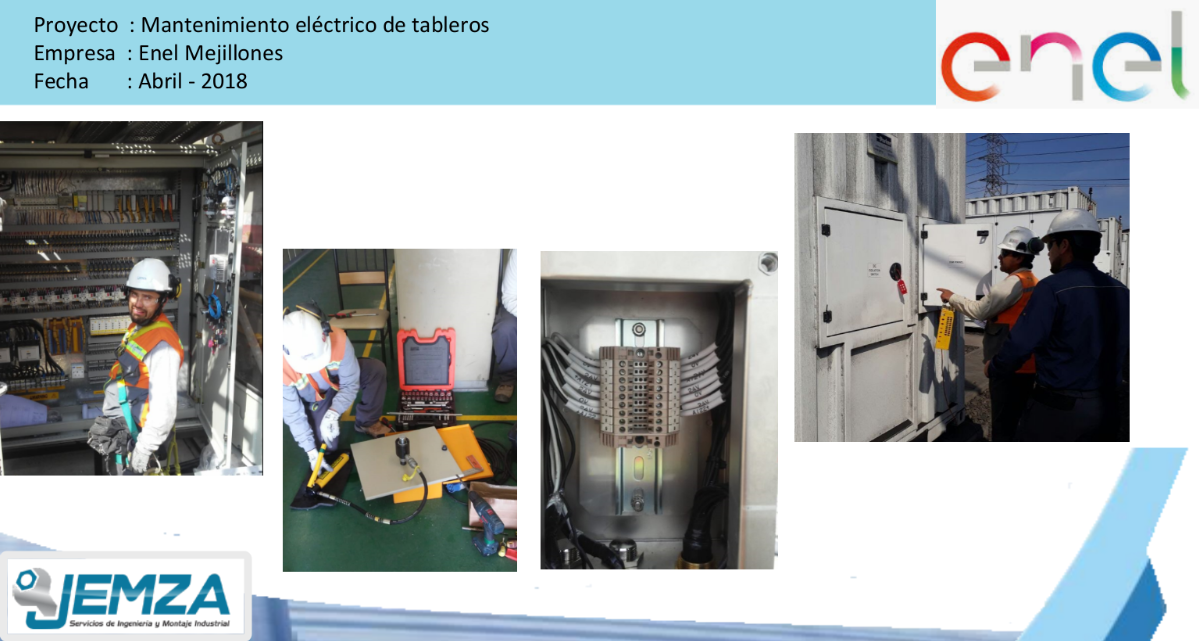 Proyecto : Mantenimiento eléctrico de tableros
Empresa : Enel Mejillones
Fecha : Abril - 2018
enel
JEMZA
Servicios de Ingeniería y Montaje Industrial